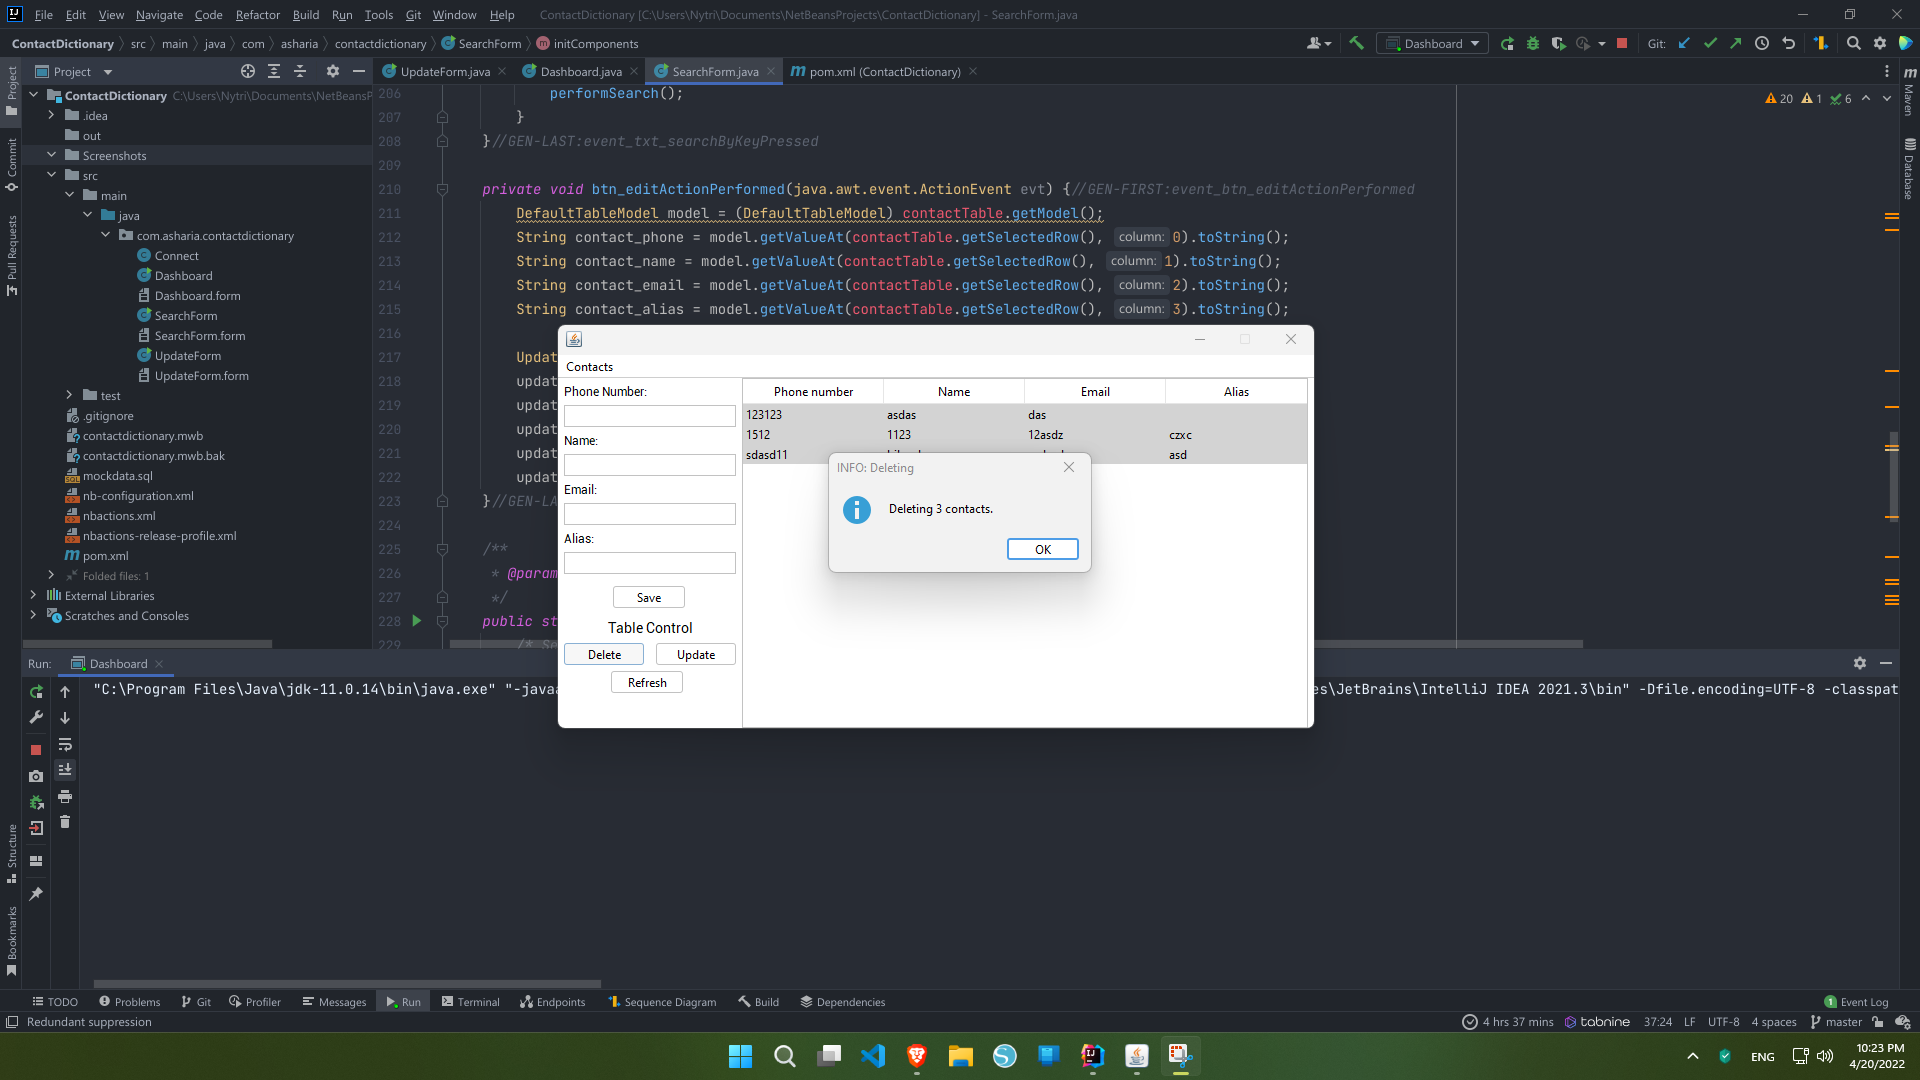 File Edit View Navigate Code Refactor Build Run Tools Git Window Help ContactDictionary [C:\Users\Nytri\Documents\NetBeansProjects\ContactDictionary] - SearchForm.java
ContactDictionary src main java com asharia contactdictionary SearchForm initComponents
Dashboard
Git:
Project
UpdateForm.java
Dashboard.java
SearchForm.java
pom.xml (ContactDictionary)
Project
Commit
Pull Requests
Structure
Bookmarks
Maven
Database
ContactDictionary C:\Users\Nytri\Documents\NetBeansP
.idea
out
Screenshots
src
main
java
com.asharia.contactdictionary
Connect
Dashboard
Dashboard.form
SearchForm
SearchForm.form
UpdateForm
UpdateForm.form
test
.gitignore
contactdictionary.mwb
contactdictionary.mwb.bak
mockdata.sql
nb-configuration.xml
nbactions.xml
nbactions-release-profile.xml
pom.xml
Folded files: 1
External Libraries
Scratches and Consoles
20 1 6
206 performSearch();
207 }
208 }//GEN-LAST:event_txt_searchByKeyPressed
209
210 private void btn_editActionPerformed(java.awt.event.ActionEvent evt) {//GEN-FIRST:event_btn_editActionPerformed
211 DefaultTableModel model = (DefaultTableModel) contactTable.getModel();
212 String contact_phone = model.getValueAt(contactTable.getSelectedRow(), column: 0).toString();
213 String contact_name = model.getValueAt(contactTable.getSelectedRow(), column: 1).toString();
214 String contact_email = model.getValueAt(contactTable.getSelectedRow(), column: 2).toString();
215 String contact_alias = model.getValueAt(contactTable.getSelectedRow(), column: 3).toString();
216
217 Updat
218 updat
219 updat
220 updat
221 updat
222 updat
223 }//GEN-LA
224
225 /**
226 * @param
227 */
228 public st
229 /* Se
Contacts
Phone Number:
Name:
Email:
Alias:
Save
Table Control
Delete Update
Refresh
Phone number Name Email Alias
123123 asdas das
1512 1123 12asdz czxc
sdasd11 asd
INFO: Deleting
Deleting 3 contacts.
OK
Run: Dashboard
"C:\Program Files\Java\jdk-11.0.14\bin\java.exe" "-java
s\JetBrains\IntelliJ IDEA 2021.3\bin" -Dfile.encoding=UTF-8 -classpat
TODO Problems Git Profiler Messages Run Terminal Endpoints Sequence Diagram Build Dependencies
1 Event Log
Redundant suppression
4 hrs 37 mins tabnine 37:24 LF UTF-8 4 spaces master
ENG
10:23 PM
4/20/2022